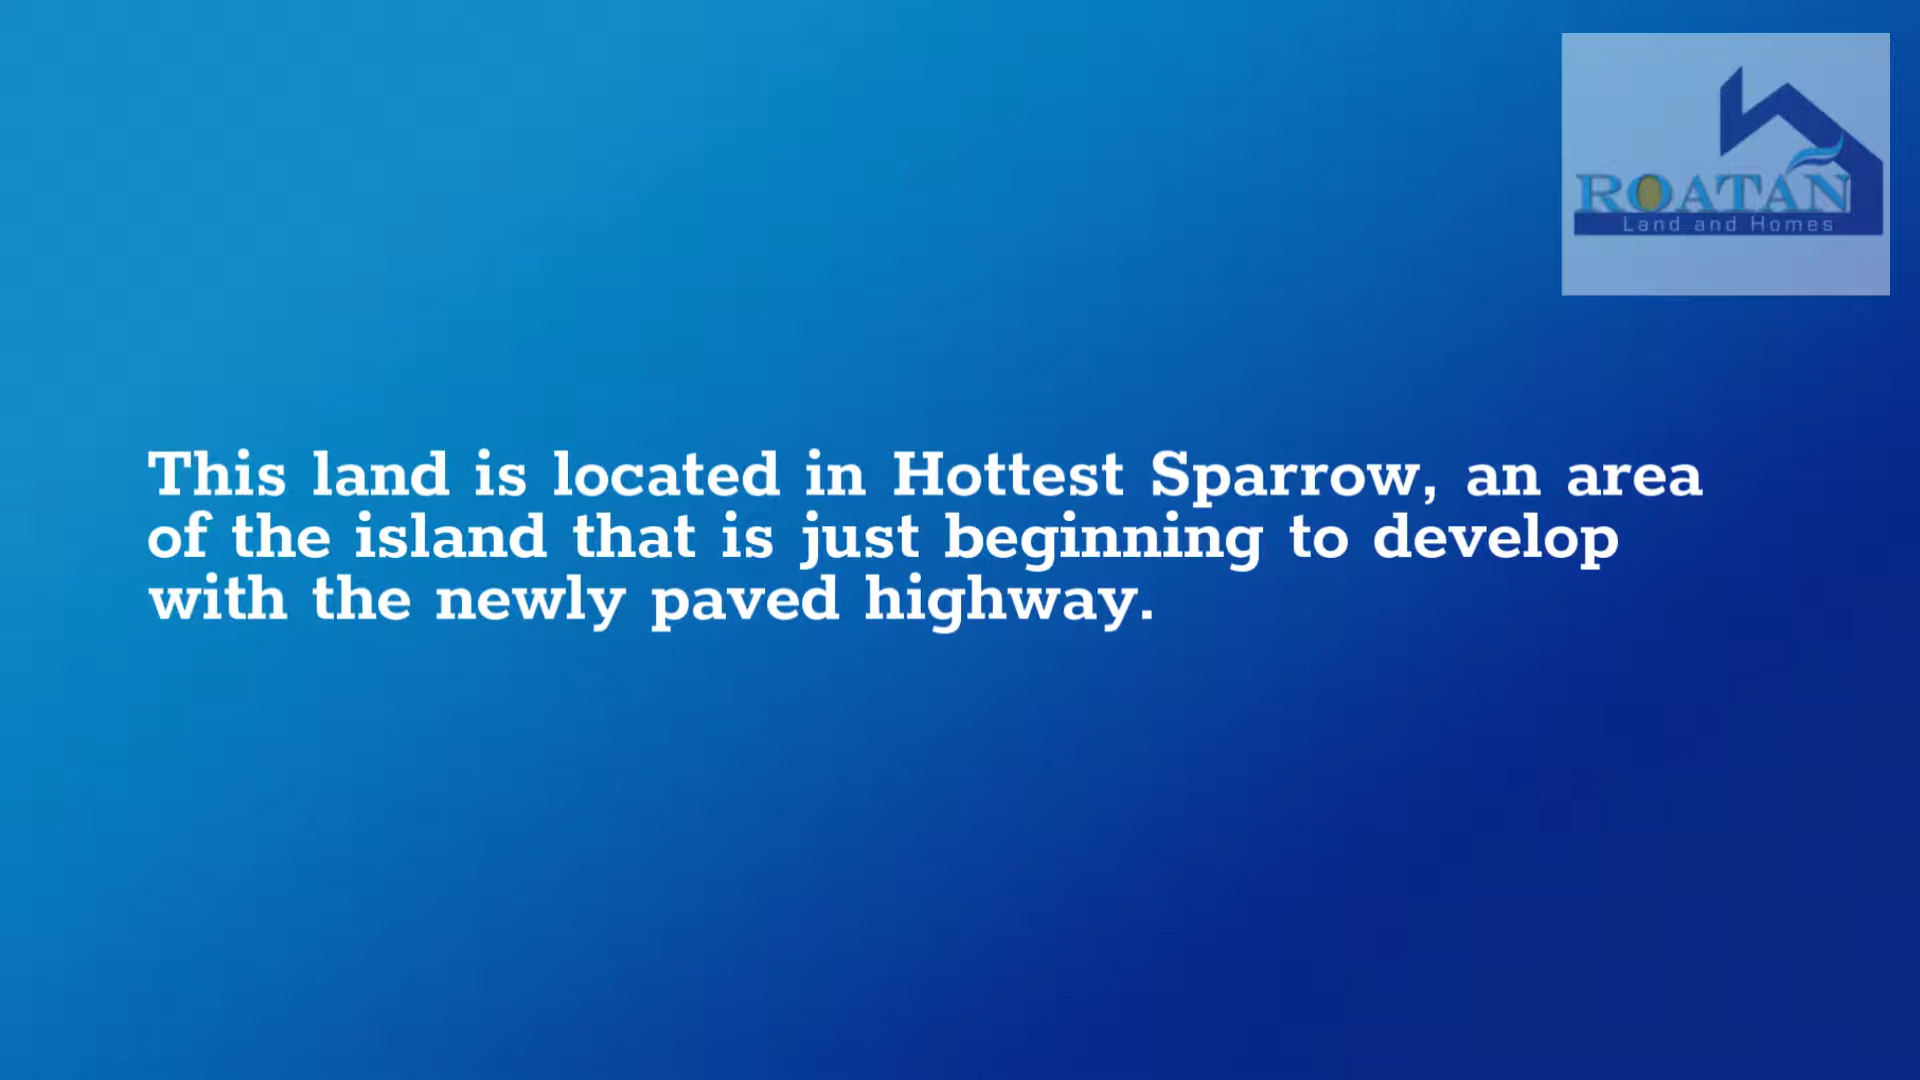 ROATÁN
Land and Homes
This land is located in Hottest Sparrow, an area
of the island that is just beginning to develop
with the newly paved highway.